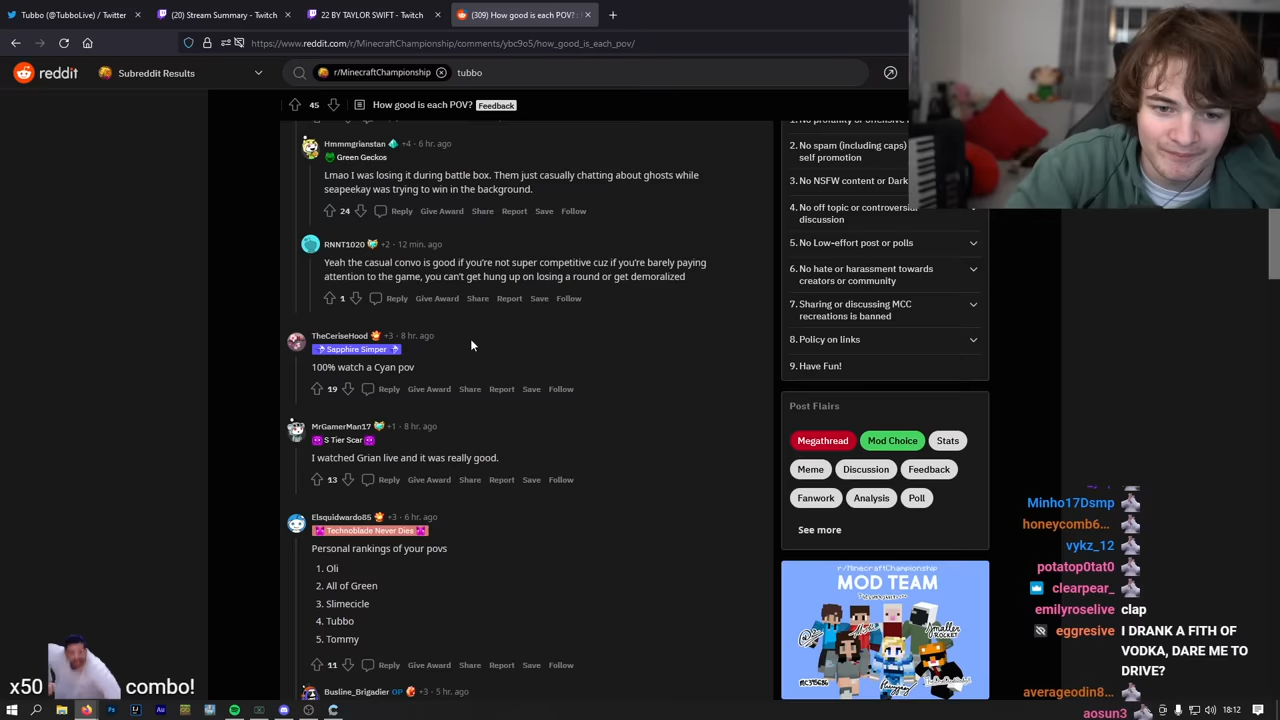 Tubbo (@TubboLive) / Twitter
(20) Stream Summary - Twitch
22 BY TAYLOR SWIFT - Twitch
(309) How good is each POV? :
https://www.reddit.com/r/MinecraftChampionship/comments/ybc9o5/how_good_is_each_pov/
reddit
Subreddit Results
r/MinecraftChampionship
tubbo
45
How good is each POV?
Feedback
Hmmmgrianstan +4 · 6 hr. ago
Green Geckos
Lmao I was losing it during battle box. Them just casually chatting about ghosts while
seapeekay was trying to win in the background.
24 Reply Give Award Share Report Save Follow
RNNT1020 +2 · 12 min. ago
Yeah the casual convo is good if you're not super competitive cuz if you're barely paying
attention to the game, you can't get hung up on losing a round or get demoralized
1 Reply Give Award Share Report Save Follow
TheCeriseHood +3 · 8 hr. ago
Sapphire Simper
100% watch a Cyan pov
19 Reply Give Award Share Report Save Follow
MrGamerMan17 +1 · 8 hr. ago
S Tier Scar
I watched Grian live and it was really good.
13 Reply Give Award Share Report Save Follow
Elsquidwardo85 +3 · 6 hr. ago
Technoblade Never Dies
Personal rankings of your povs
1. Oli
2. All of Green
3. Slimecicle
4. Tubbo
5. Tommy
11 Reply Give Award Share Report Save Follow
Busline_Brigadier OP +3 · 5 hr. ago
2. No spam (including caps)
self promotion
3. No NSFW content or Dark
4. No off topic or controversial
discussion
5. No Low-effort post or polls
6. No hate or harassment towards
creators or community
7. Sharing or discussing MCC
recreations is banned
8. Policy on links
9. Have Fun!
Post Flairs
Megathread Mod Choice Stats
Meme Discussion Feedback
Fanwork Analysis Poll
See more
r/MinecraftChampionship
MOD TEAM
Smaller
ROCKET
Minho17Dsmp
honeycomb6...
vykz_12
potatop0tat0
clearpear_
emilyroselive clap
eggresive I DRANK A FITH OF
VODKA, DARE ME TO
DRIVE?
averageodin8...
aosun3
x50 combo!
18:12